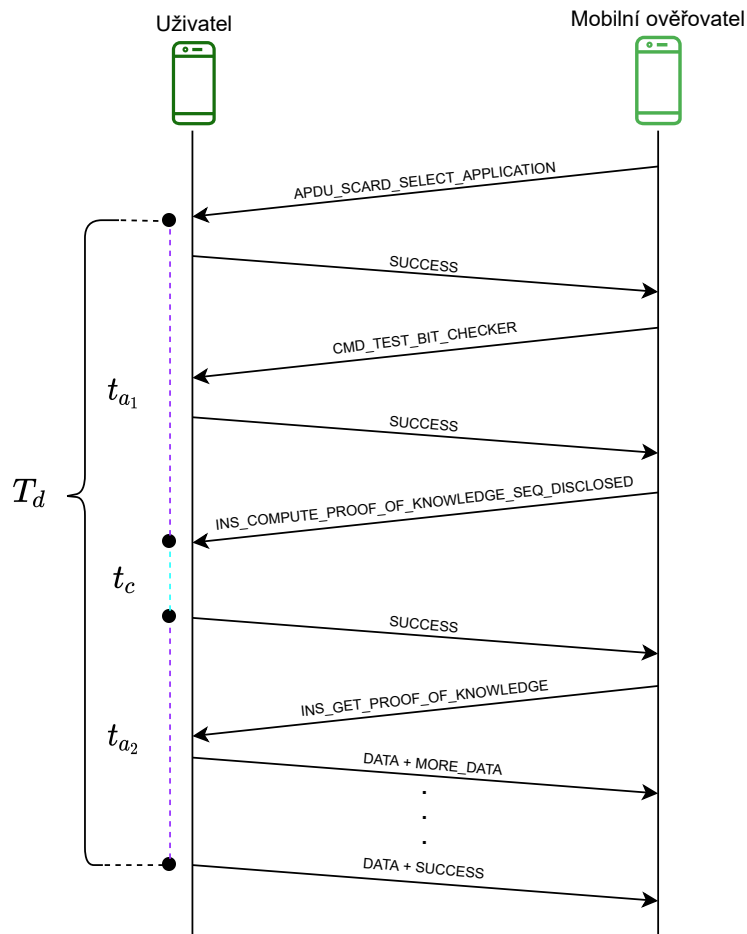 Uživatel
Mobilní ověřovatel
APDU_SCARD_SELECT_APPLICATION
SUCCESS
CMD_TEST_BIT_CHECKER
t_{a_1}
SUCCESS
T_d
INS_COMPUTE_PROOF_OF_KNOWLEDGE_SEQ_DISCLOSED
t_c
SUCCESS
INS_GET_PROOF_OF_KNOWLEDGE
t_{a_2}
DATA + MORE_DATA
.
.
.
DATA + SUCCESS